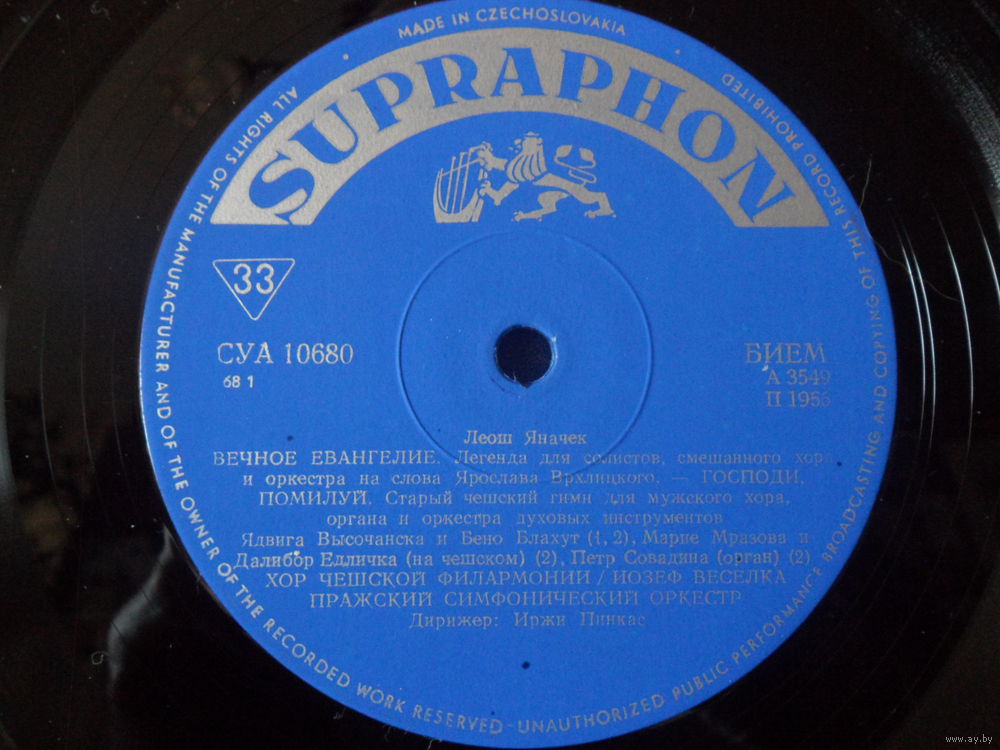 MADE IN CZECHOSLOVAKIA
SUPRAPHON
33
СУА 10680
68 1
БИЕМ
А 3549
П 1956
Леош Яначек
ВЕЧНОЕ ЕВАНГЕЛИЕ. Легенда для солистов, смешанного хора
и оркестра на слова Ярослава Врхлицкого. — ГОСПОДИ,
ПОМИЛУЙ. Старый чешский гимн для мужского хора,
органа и оркестра духовых инструментов
Ядвига Высочанска и Бено Блахут (1, 2), Марие Мразова и
Далибор Едличка (на чешском) (2), Петр Совадина (орган) (2)
ХОР ЧЕШСКОЙ ФИЛАРМОНИИ / ИОЗЕФ ВЕСЕЛКА
ПРАЖСКИЙ СИМФОНИЧЕСКИЙ ОРКЕСТР
Дирижер: Иржи Пинкас
ALL RIGHTS OF THE MANUFACTURER AND OF THE OWNER OF THE RECORDED WORK RESERVED - UNAUTHORIZED PUBLIC PERFORMANCE BROADCASTING AND COPYING OF THIS RECORD PROHIBITED
www.ay.by